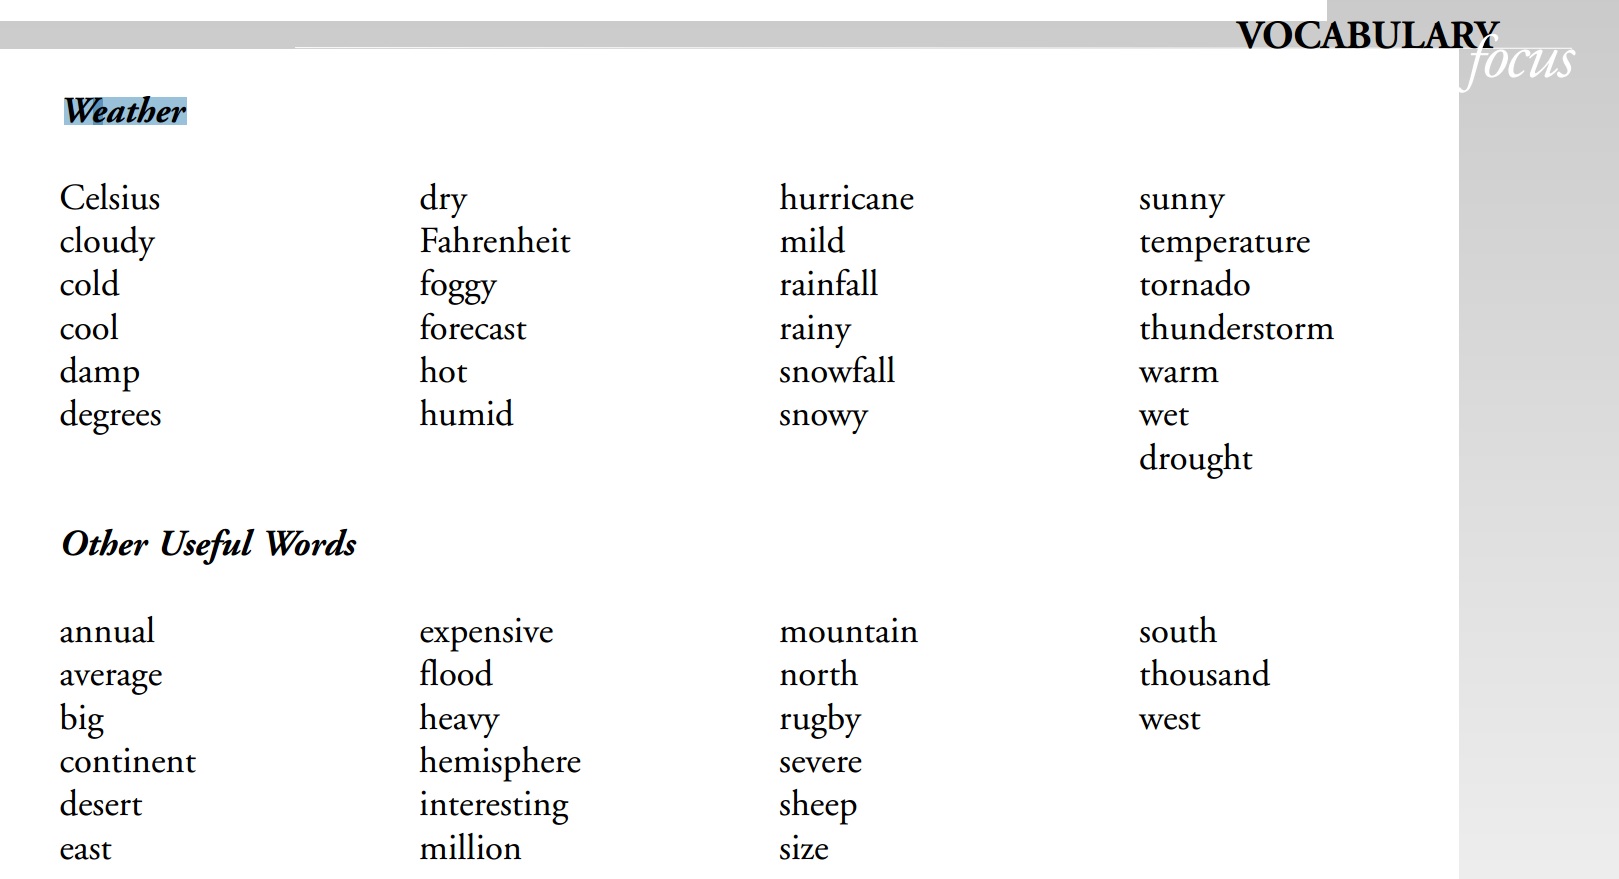 VOCABULARY
focus
Weather
Celsius
cloudy
cold
cool
damp
degrees
dry
Fahrenheit
foggy
forecast
hot
humid
hurricane
mild
rainfall
rainy
snowfall
snowy
sunny
temperature
tornado
thunderstorm
warm
wet
drought
Other Useful Words
annual
average
big
continent
desert
east
expensive
flood
heavy
hemisphere
interesting
million
mountain
north
rugby
severe
sheep
size
south
thousand
west